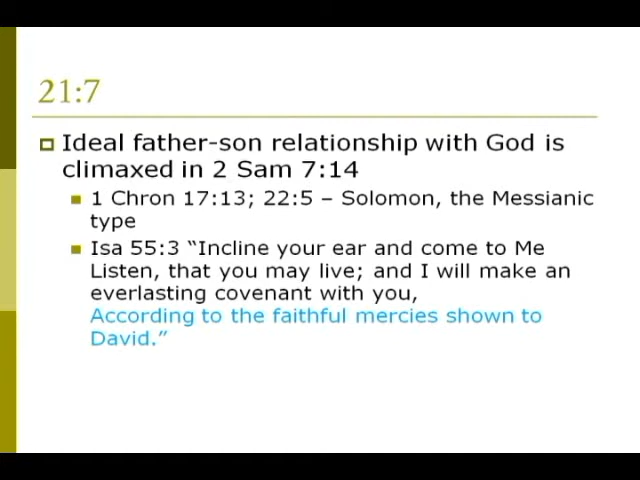 21:7
Ideal father-son relationship with God is
climaxed in 2 Sam 7:14
1 Chron 17:13; 22:5 – Solomon, the Messianic
type
Isa 55:3 “Incline your ear and come to Me
Listen, that you may live; and I will make an
everlasting covenant with you,
According to the faithful mercies shown to
David.”